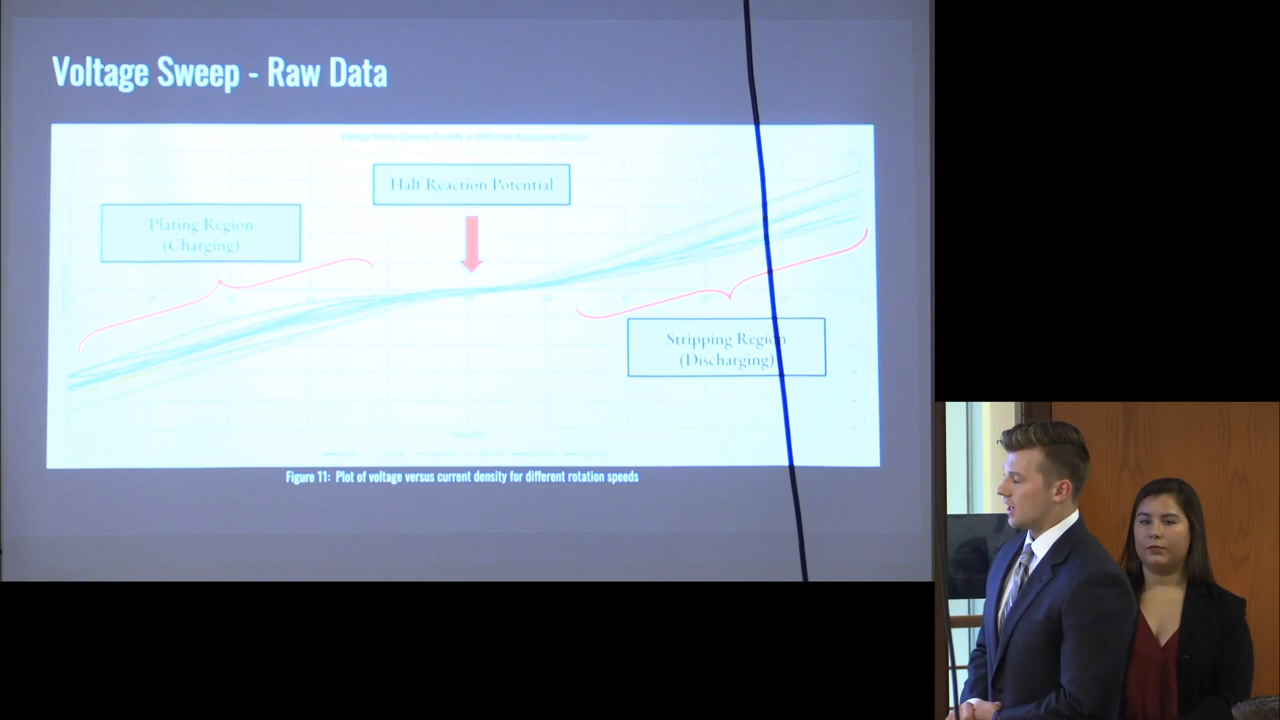 Voltage Sweep - Raw Data
Half Reaction Potential
Plating Region
(Charging)
Stripping Region
(Discharging)
Figure 11: Plot of voltage versus current density for different rotation speeds